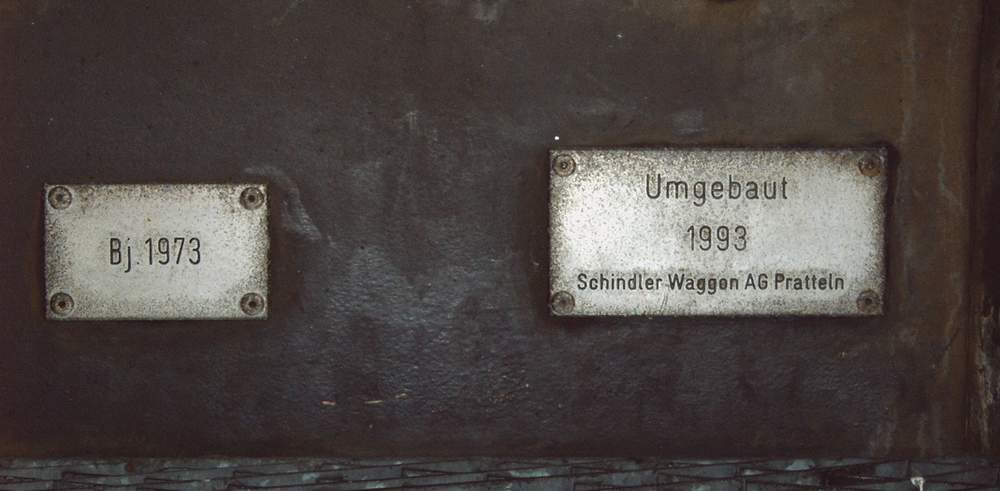 Bj. 1973
Umgebaut
1993
Schindler Waggon AG Pratteln